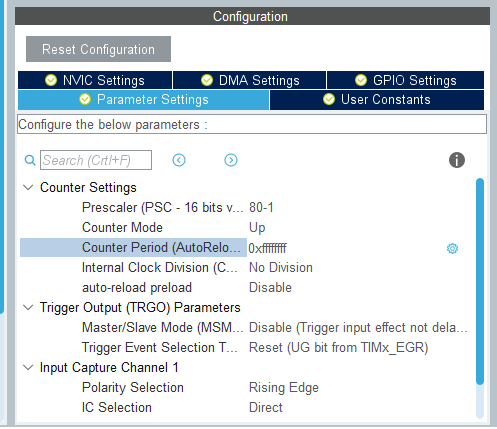 Configuration
Reset Configuration
NVIC Settings DMA Settings GPIO Settings
Parameter Settings User Constants
Configure the below parameters :
Search (Crtl+F)
Counter Settings
Prescaler (PSC - 16 bits v... 80-1
Counter Mode Up
Counter Period (AutoRelo... 0xffffffff
Internal Clock Division (C... No Division
auto-reload preload Disable
Trigger Output (TRGO) Parameters
Master/Slave Mode (MSM... Disable (Trigger input effect not dela...
Trigger Event Selection T... Reset (UG bit from TIMx_EGR)
Input Capture Channel 1
Polarity Selection Rising Edge
IC Selection Direct